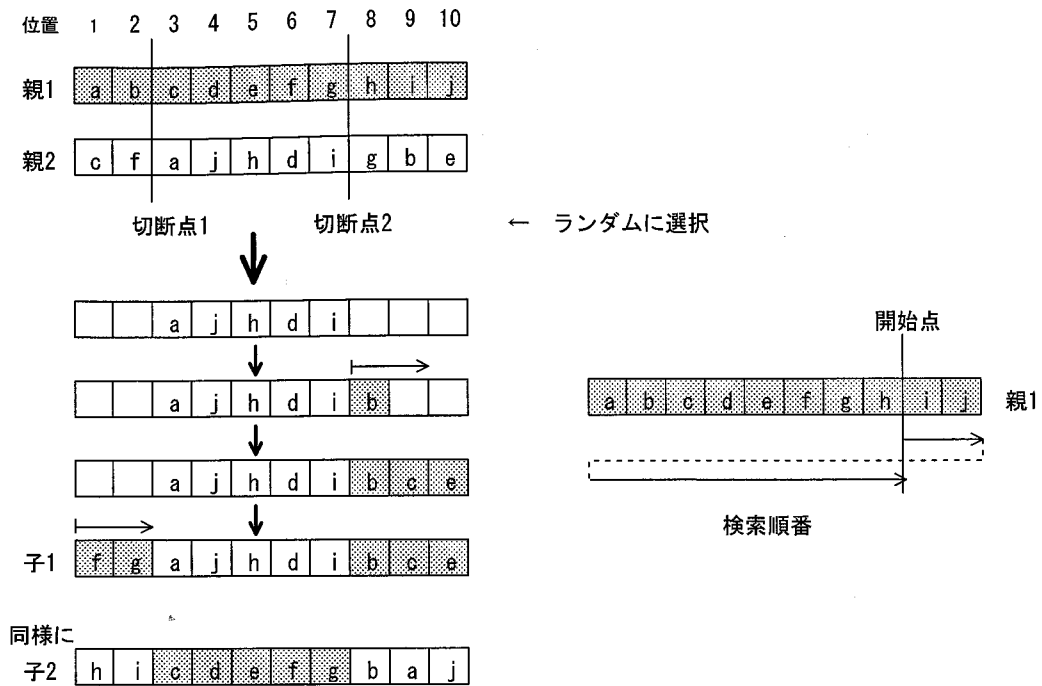 位置 1 2 3 4 5 6 7 8 9 10
親1 a b c d e f g h i j
親2 c f a j h d i g b e
切断点1 切断点2 ← ランダムに選択
a j h d i
開始点
a j h d i b
a b c d e f g h i j 親1
a j h d i b c e
検索順番
子1 f g a j h d i b c e
同様に
子2 h i c d e f g b a j